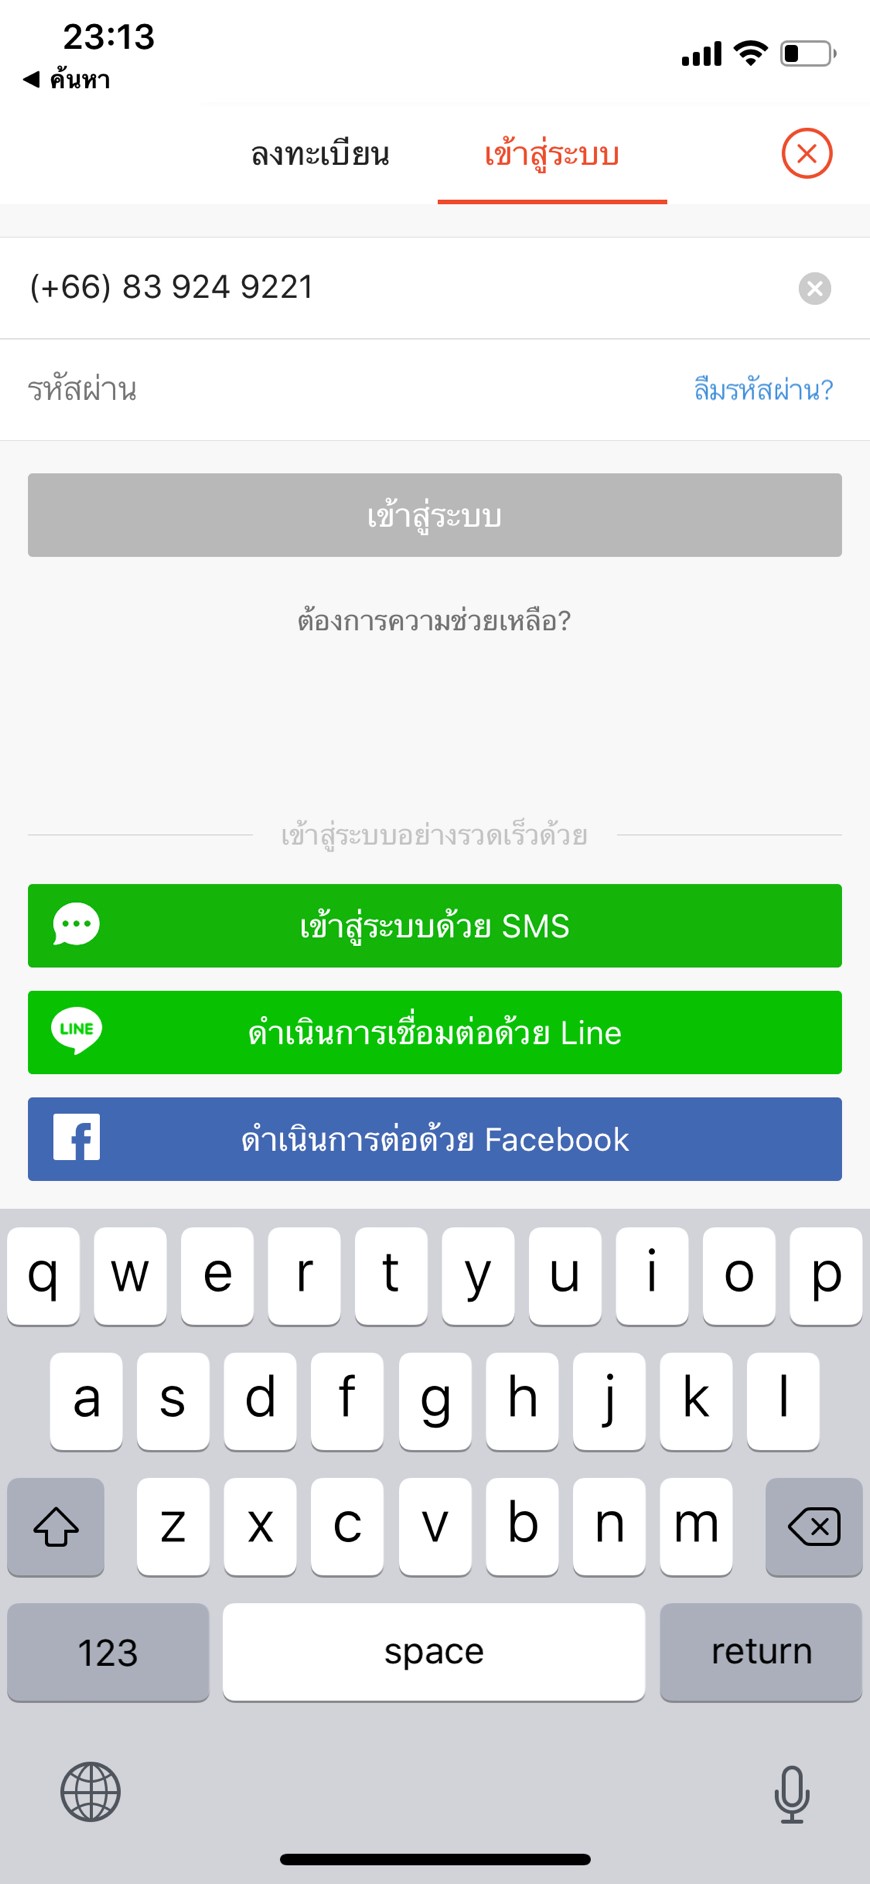 23:13
◀ ค้นหา
ลงทะเบียน เข้าสู่ระบบ
(+66) 83 924 9221
รหัสผ่าน ลืมรหัสผ่าน?
เข้าสู่ระบบ
ต้องการความช่วยเหลือ?
เข้าสู่ระบบอย่างรวดเร็วด้วย
เข้าสู่ระบบด้วย SMS
LINE ดำเนินการเชื่อมต่อด้วย Line
ดำเนินการต่อด้วย Facebook
q w e r t y u i o p
a s d f g h j k l
z x c v b n m
123 space return